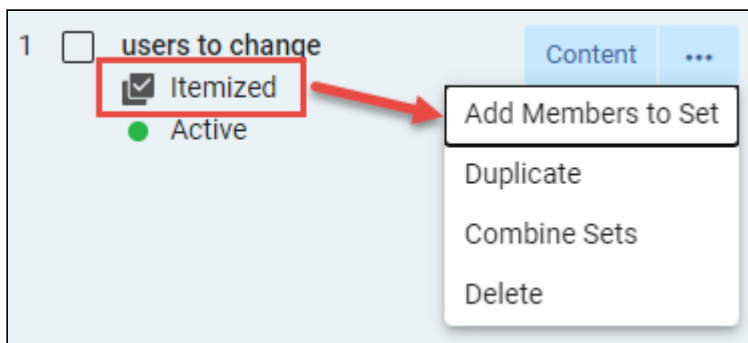 1 users to change Content ...
Itemized
Add Members to Set
Active
Duplicate
Combine Sets
Delete